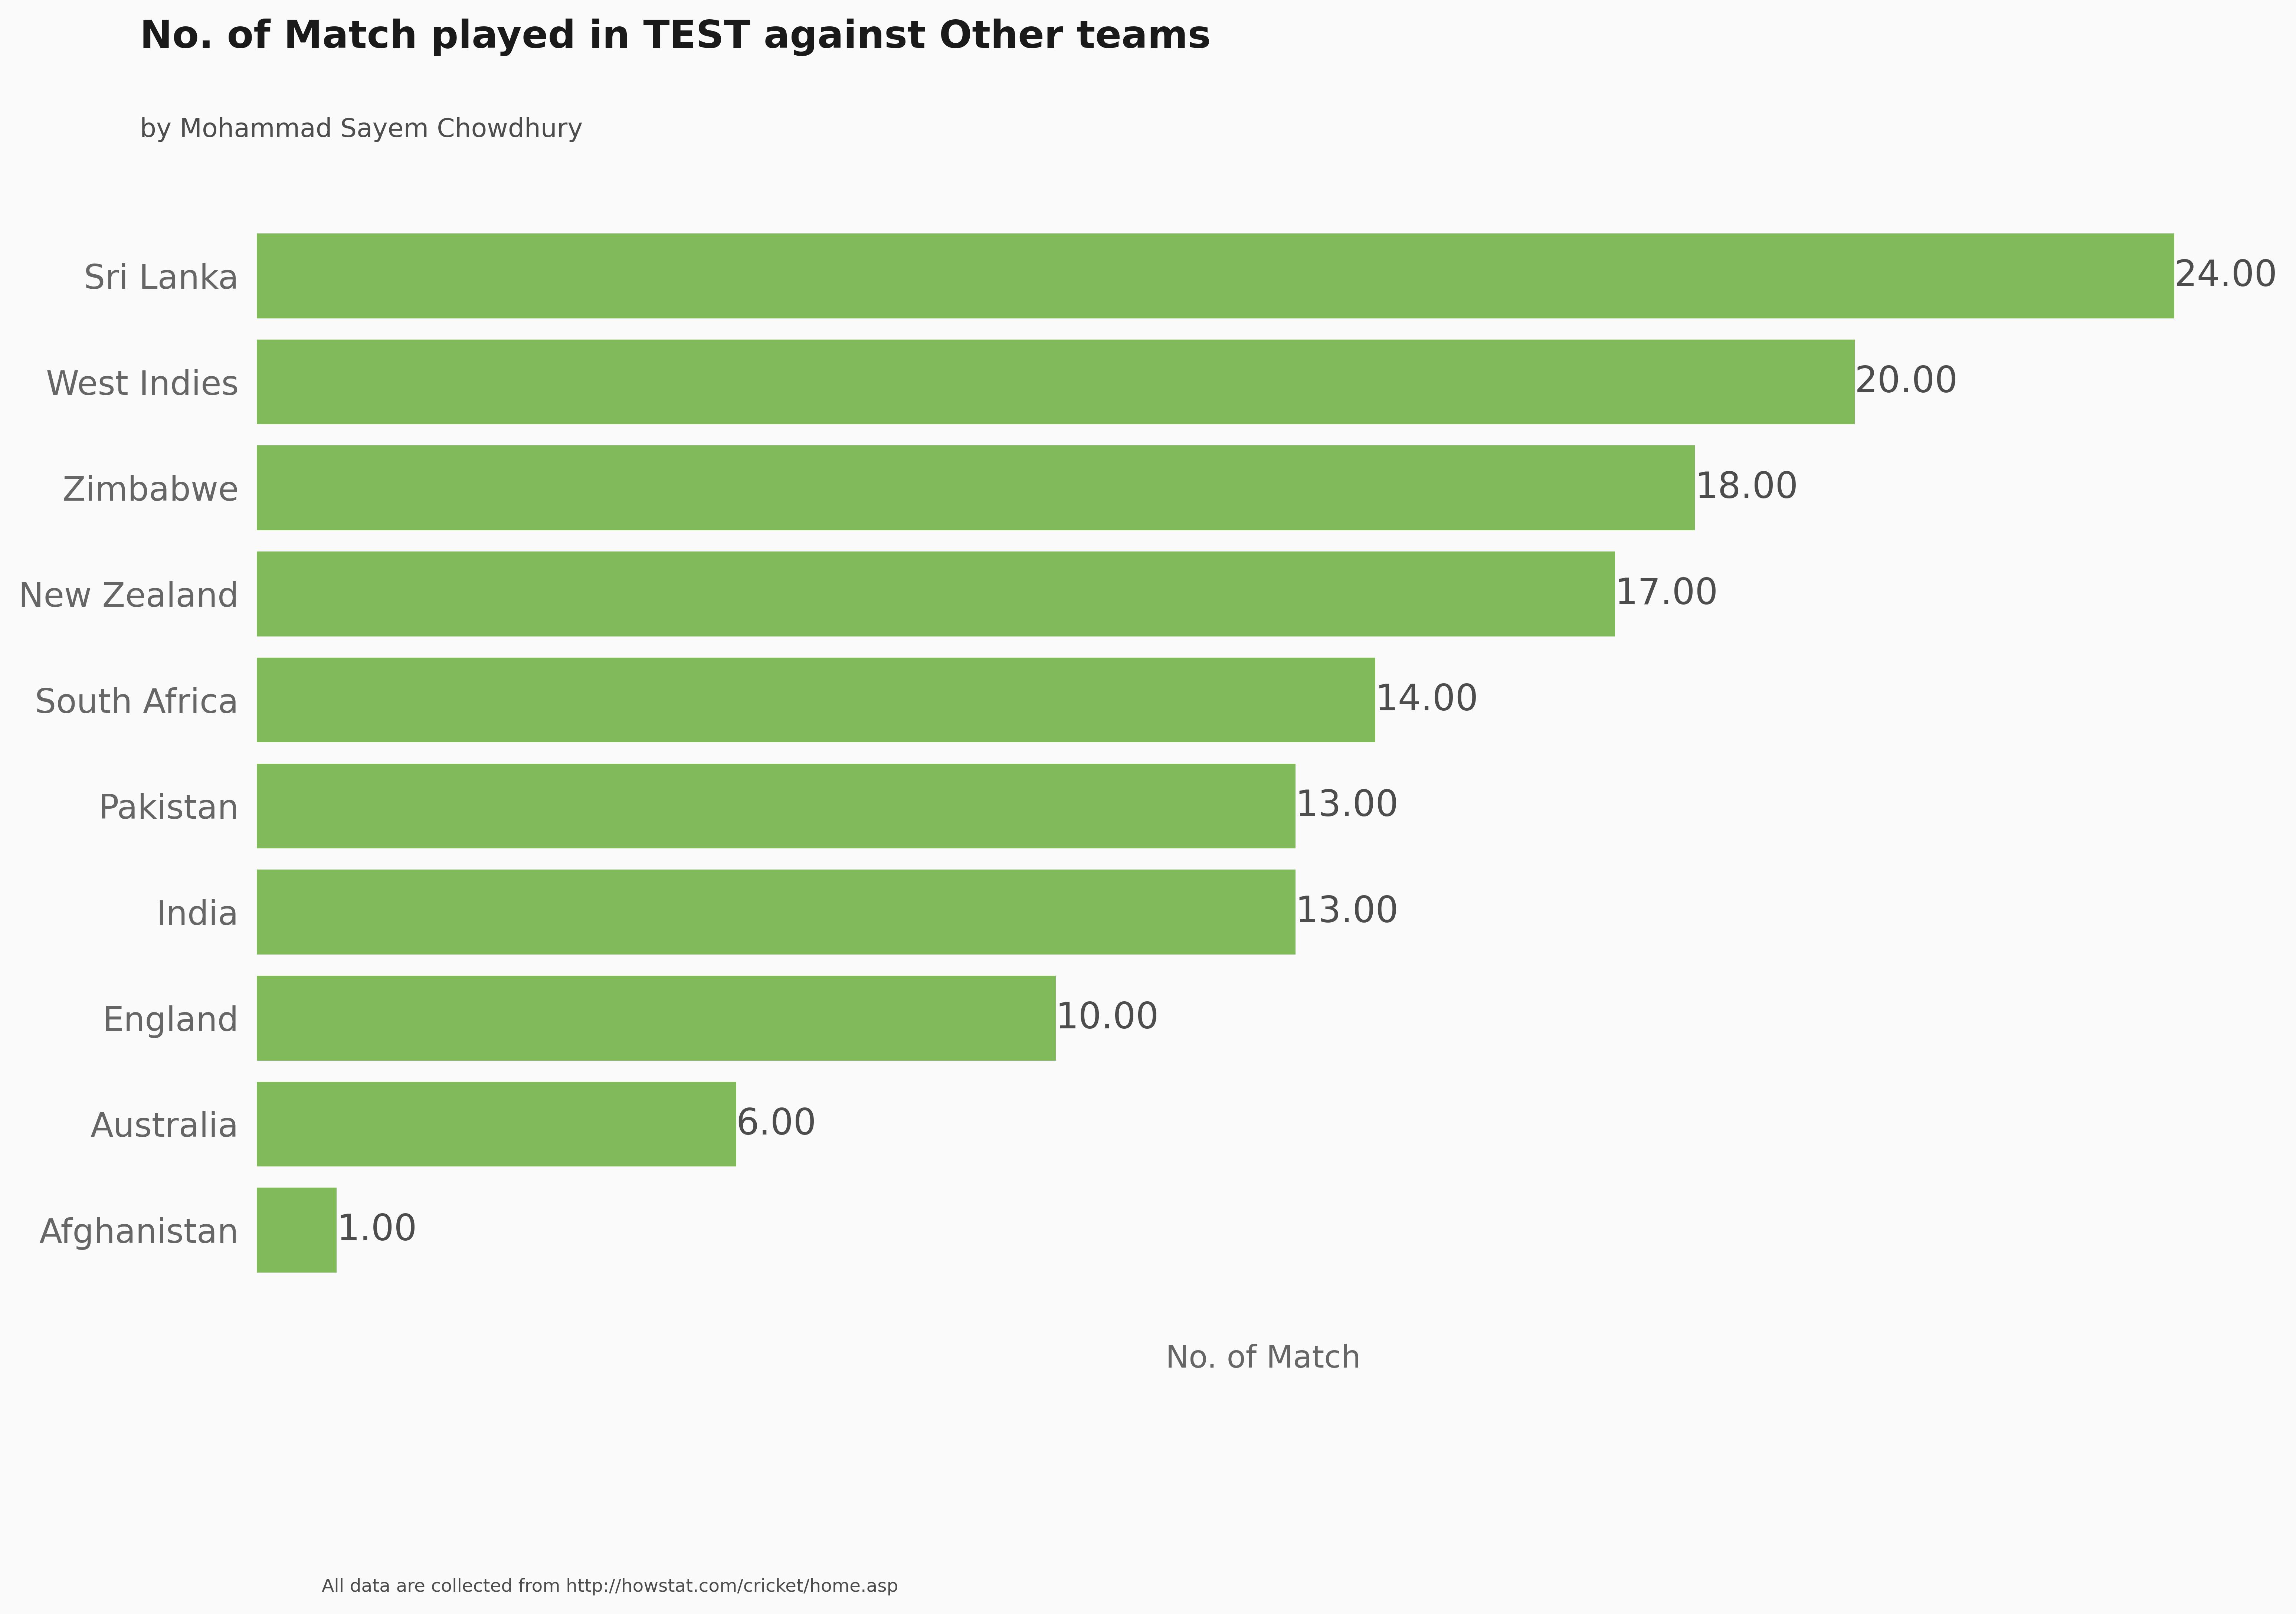 No. of Match played in TEST against Other teams
by Mohammad Sayem Chowdhury
Sri Lanka 24.00
West Indies 20.00
Zimbabwe 18.00
New Zealand 17.00
South Africa 14.00
Pakistan 13.00
India 13.00
England 10.00
Australia 6.00
Afghanistan 1.00
No. of Match
All data are collected from http://howstat.com/cricket/home.asp